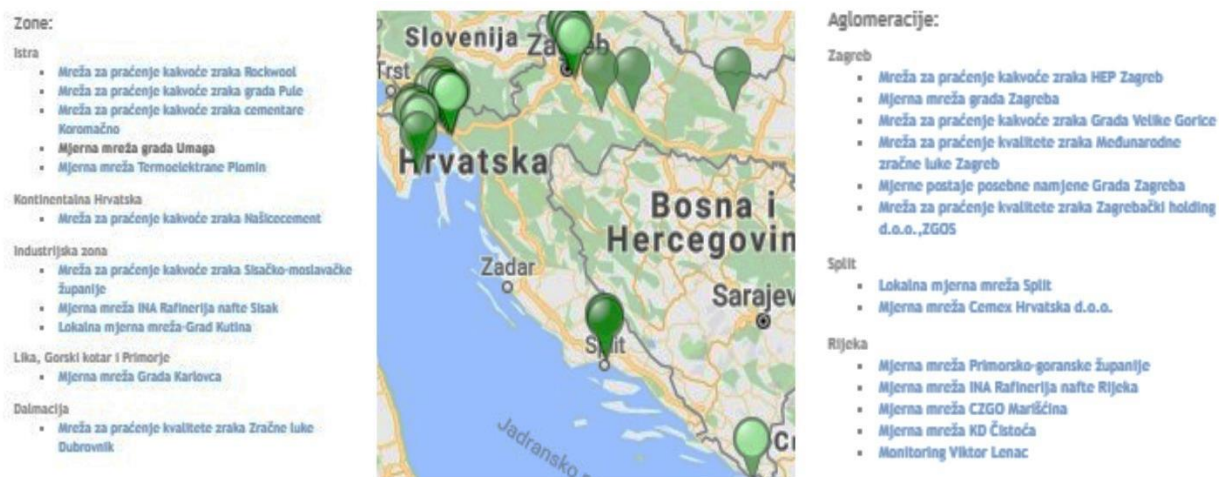 Zone:
Istra
Mreža za praćenje kakvoće zraka Rockwool
Mreža za praćenje kakvoće zraka grada Pule
Mreža za praćenje kakvoće zraka cementare
Koromačno
Mjerna mreža grada Umaga
Mjerna mreža Termoelektrane Plomin
Kontinentalna Hrvatska
Mreža za praćenje kakvoće zraka Našicecement
Industrijska zona
Mreža za praćenje kakvoće zraka Sisačko-moslavačke
županije
Mjerna mreža INA Rafinerija nafte Sisak
Lokalna mjerna mreža-Grad Kutina
Lika, Gorski kotar i Primorje
Mjerna mreža Grada Karlovca
Dalmacija
Mreža za praćenje kvalitete zraka Zračne luke
Dubrovnik
Slovenija
Trst
Hrvatska
Bosna i
Hercegovin
Zadar
Sarajev
Split
Jadransko
Aglomeracije:
Zagreb
Mreža za praćenje kakvoće zraka HEP Zagreb
Mjerna mreža grada Zagreba
Mreža za praćenje kakvoće zraka Grada Velike Gorice
Mreža za praćenje kvalitete zraka Međunarodne
zračne luke Zagreb
Mjerne postaje posebne namjene Grada Zagreba
Mreža za praćenje kvalitete zraka Zagrebački holding
d.o.o.,ZGOS
Split
Lokalna mjerna mreža Split
Mjerna mreža Cemex Hrvatska d.o.o.
Rijeka
Mjerna mreža Primorsko-goranske županije
Mjerna mreža INA Rafinerija nafte Rijeka
Mjerna mreža CZGO Marišćina
Mjerna mreža KD Čistoća
Monitoring Viktor Lenac